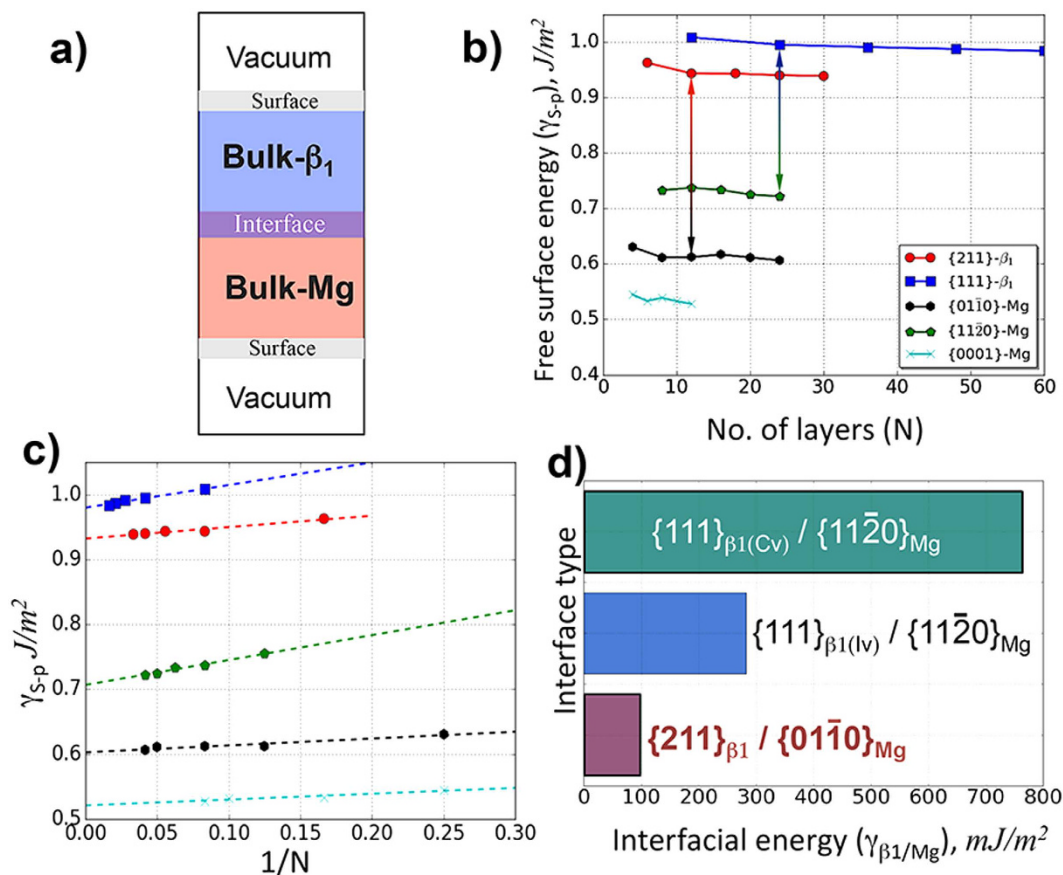 a)
Vacuum
Surface
Bulk-β₁
Interface
Bulk-Mg
Surface
Vacuum
b)
Free surface energy (γ_S-p), J/m²
1.0
0.9
0.8
0.7
0.6
0.5
0.4
0 10 20 30 40 50 60
No. of layers (N)
{211}-β₁
{111}-β₁
{011̄0}-Mg
{112̄0}-Mg
{0001}-Mg
c)
γ_S-p J/m²
1.0
0.9
0.8
0.7
0.6
0.5
0.00 0.05 0.10 0.15 0.20 0.25 0.30
1/N
d)
Interface type
{111}β1(Cv) / {112̄0}Mg
{111}β1(Iv) / {112̄0}Mg
{211}β1 / {011̄0}Mg
0 100 200 300 400 500 600 700 800
Interfacial energy (γβ1/Mg), mJ/m²